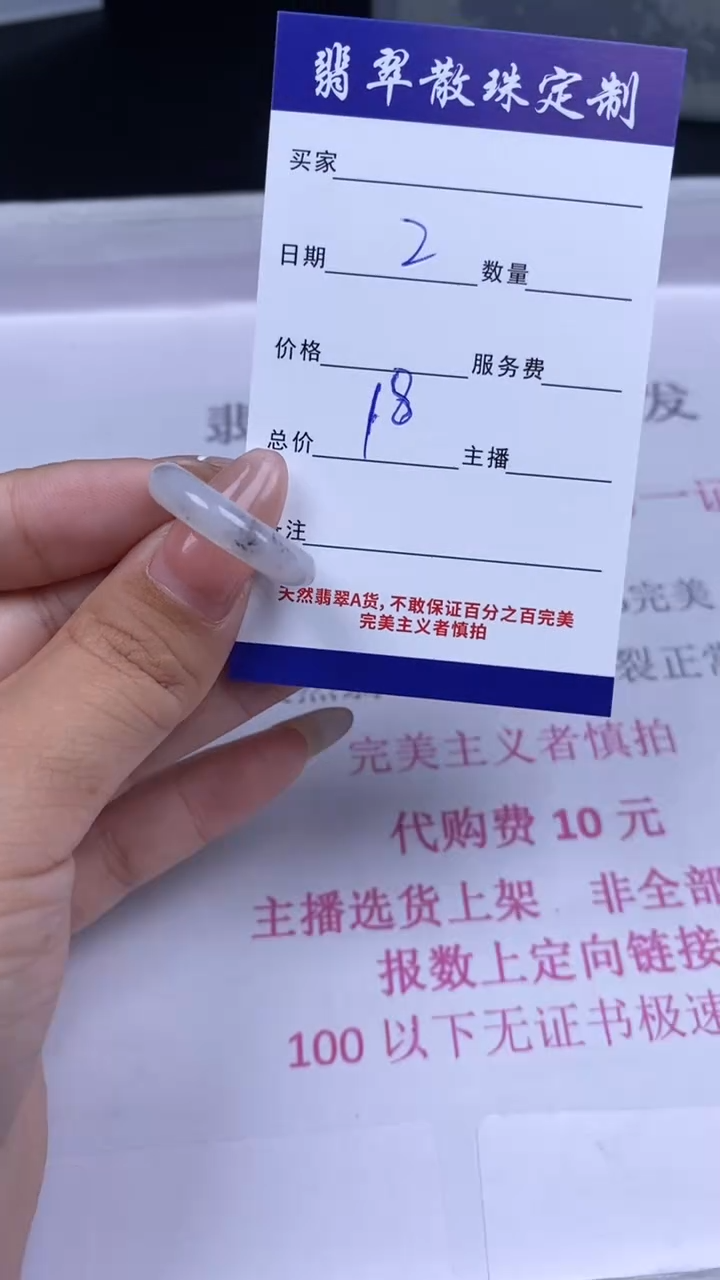 翡翠散珠定制
买家
日期 2 数量
价格 服务费
总价 18 主播
注
天然翡翠A货,不敢保证百分之百完美
完美主义者慎拍
翡
发
一证
完美
裂正常
完美主义者慎拍
代购费 10 元
主播选货上架 非全部
报数上定向链接
100 以下无证书极速